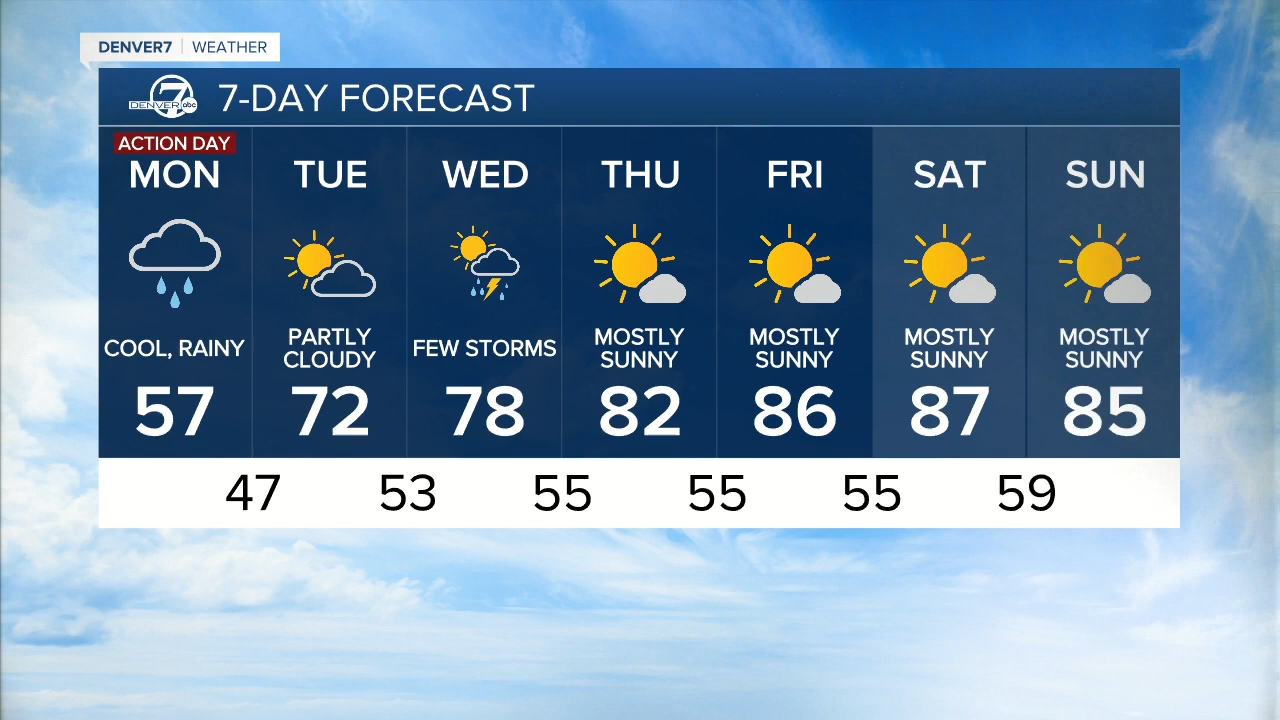 DENVER7 | WEATHER
7 DENVER abc
7-DAY FORECAST
ACTION DAY
MON TUE WED THU FRI SAT SUN
COOL, RAINY
PARTLY
CLOUDY
FEW STORMS
MOSTLY
SUNNY
MOSTLY
SUNNY
MOSTLY
SUNNY
MOSTLY
SUNNY
57 72 78 82 86 87 85
47 53 55 55 55 59